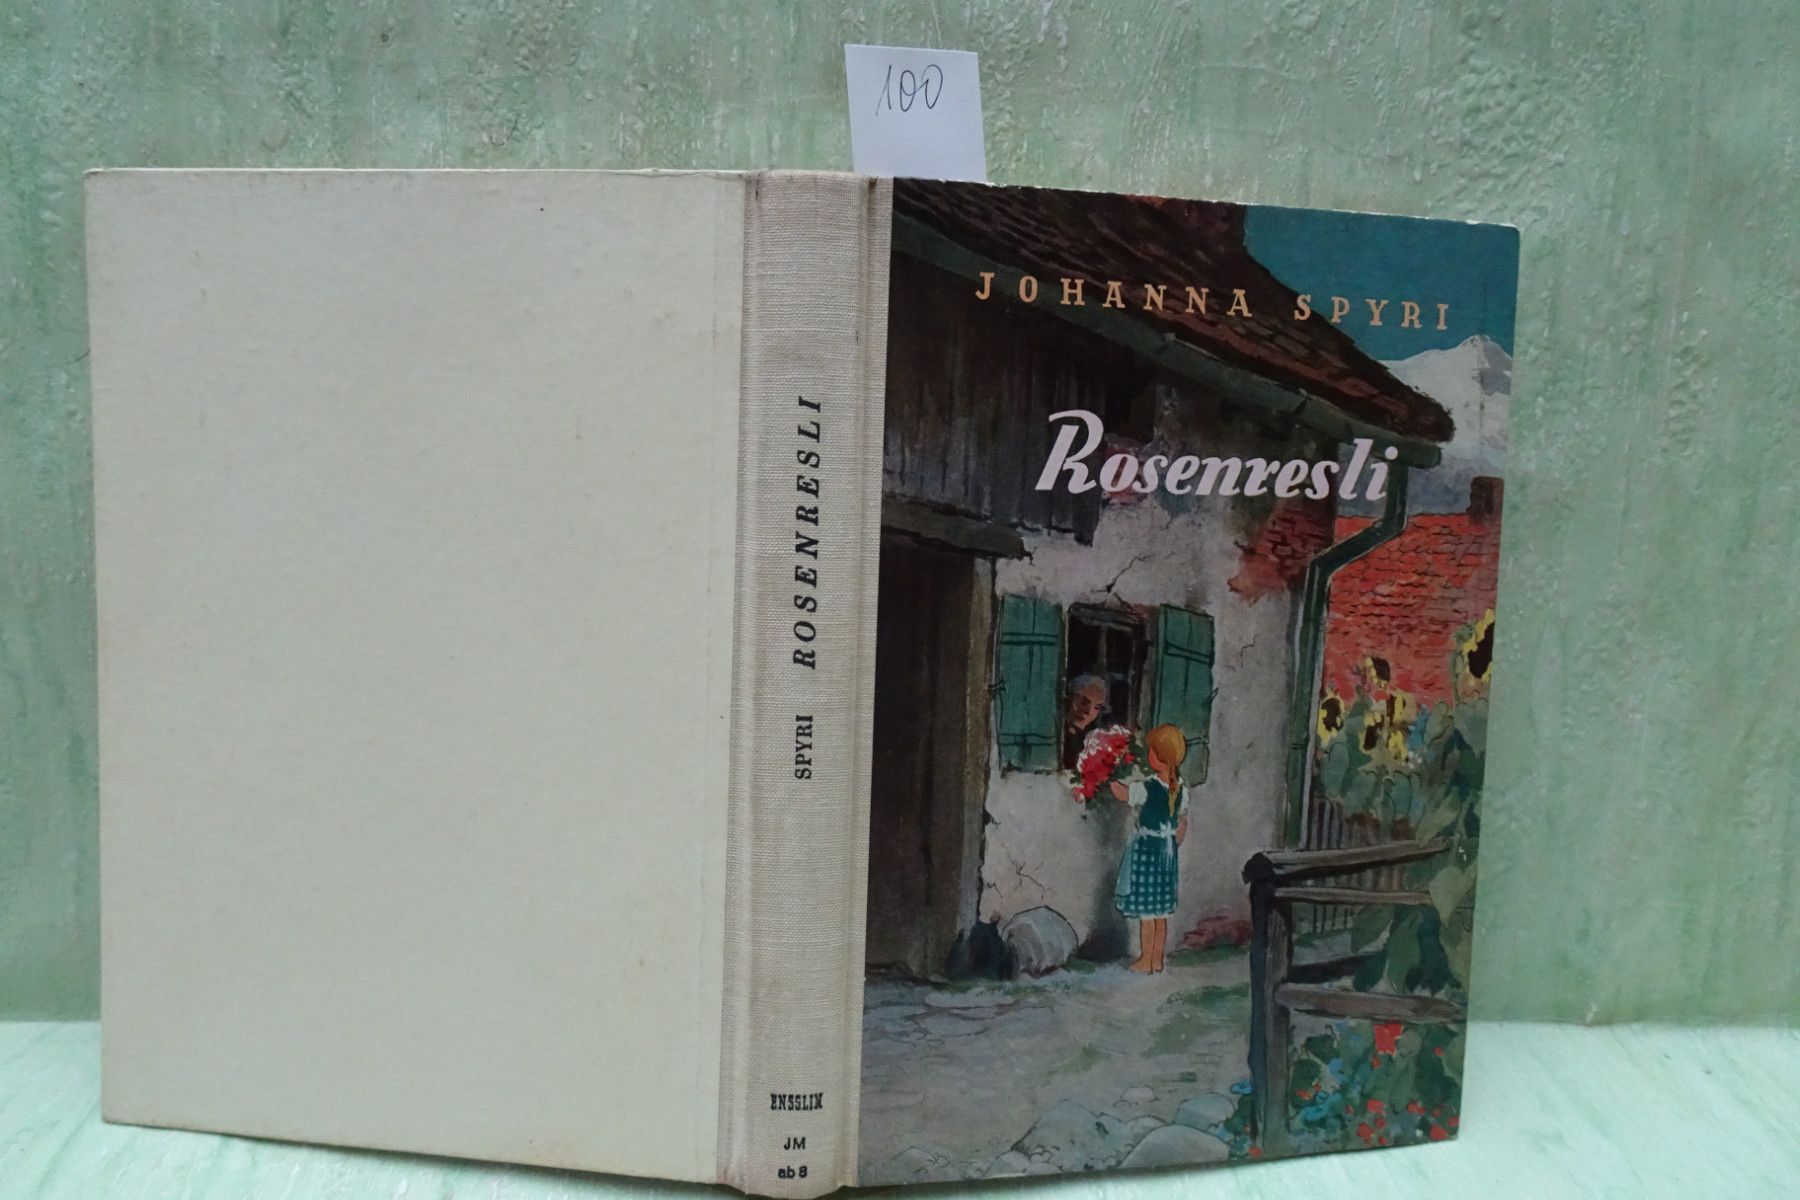 100
JOHANNA SPYRI
Rosenresli
SPYRI ROSENRESLI
ENSSLIN
JM
ab 8